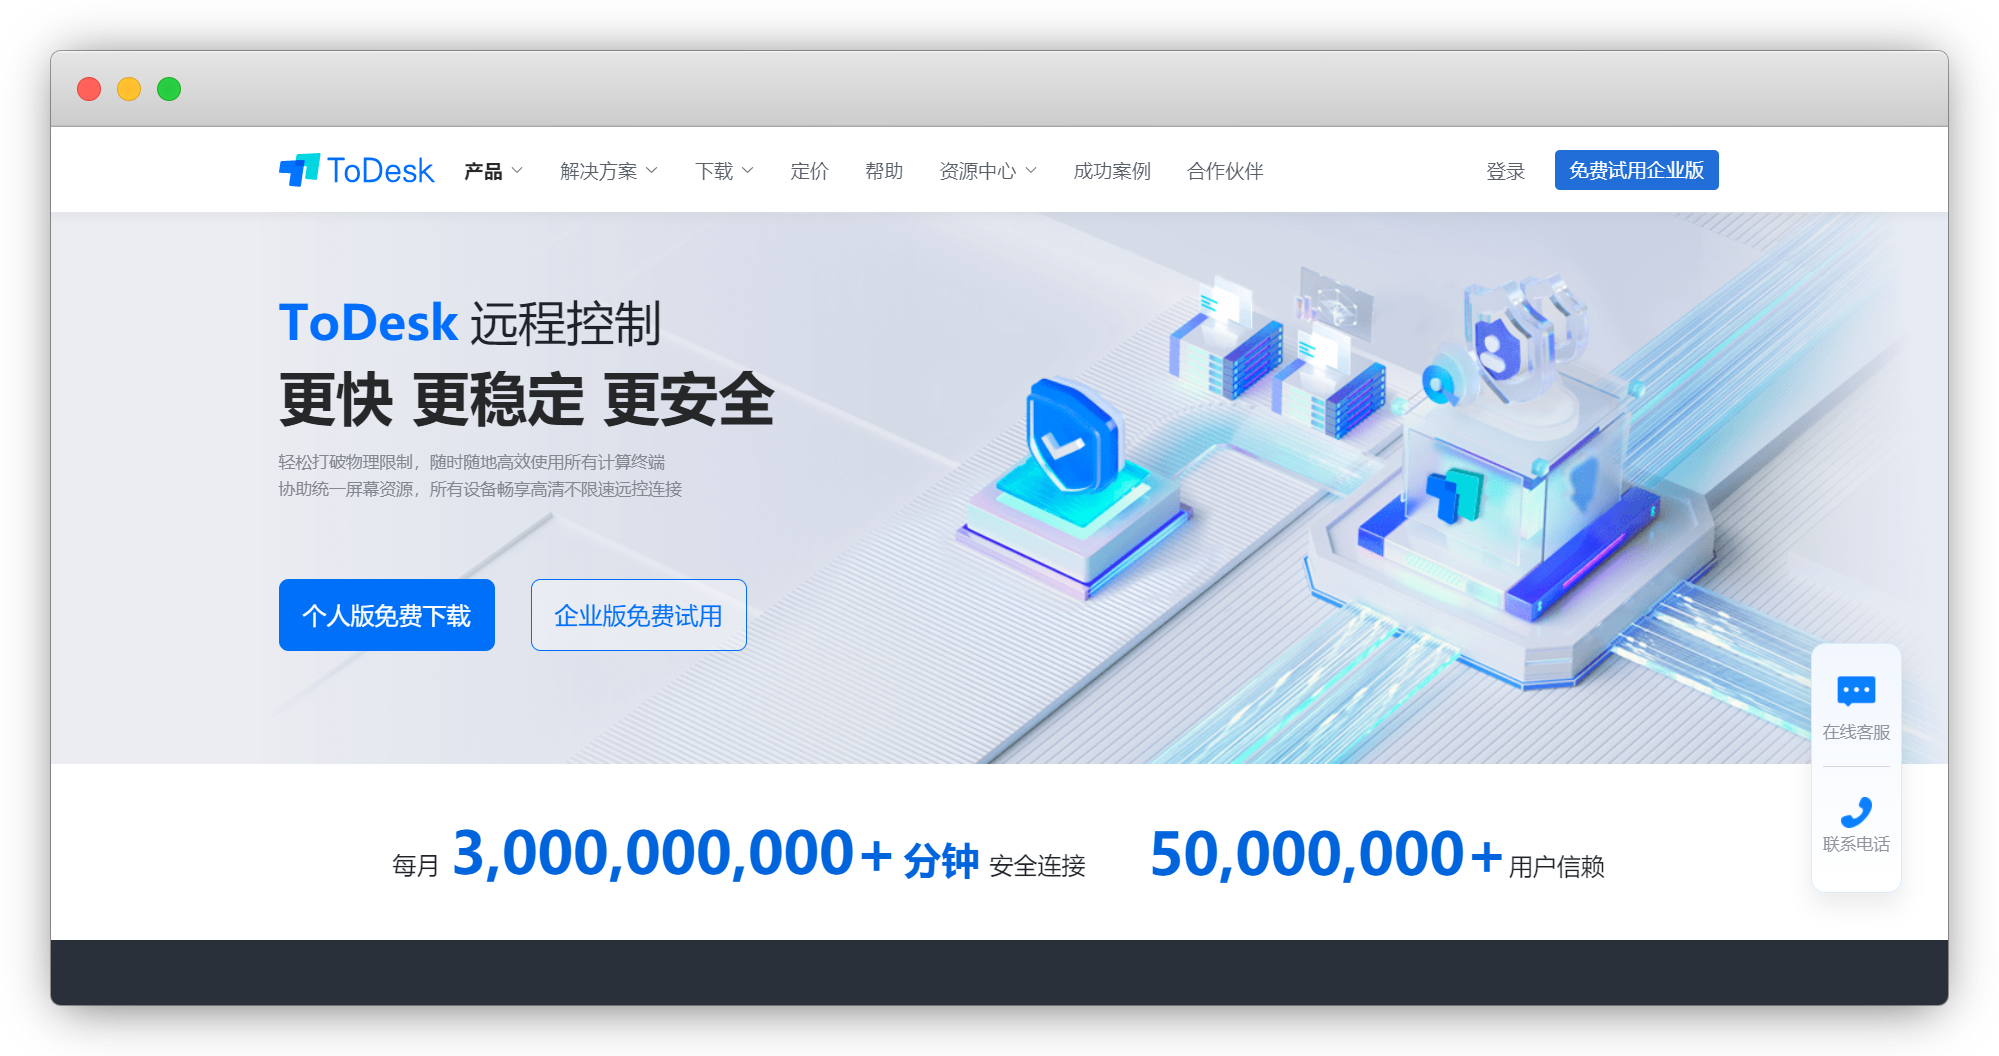 ToDesk 产品 解决方案 下载 定价 帮助 资源中心 成功案例 合作伙伴 登录 免费试用企业版
ToDesk 远程控制
更快 更稳定 更安全
轻松打破物理限制，随时随地高效使用所有计算终端
协助统一屏幕资源，所有设备畅享高清不限速远控连接
个人版免费下载 企业版免费试用
在线客服
联系电话
每月 3,000,000,000+ 分钟 安全连接 50,000,000+ 用户信赖